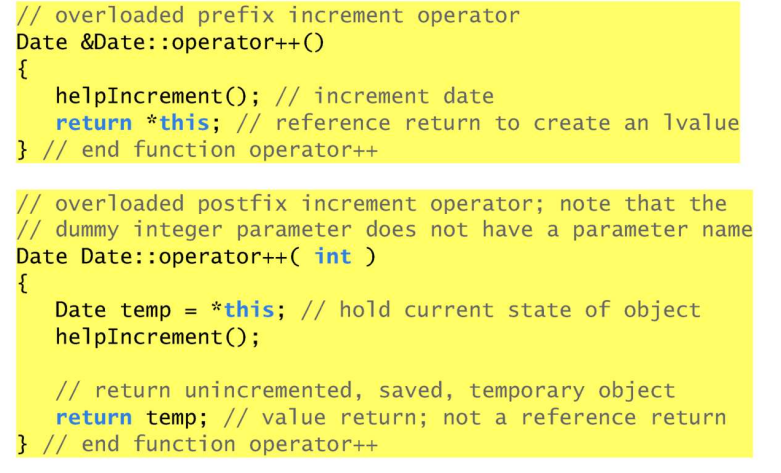 // overloaded prefix increment operator
Date &Date::operator++()
{
   helpIncrement(); // increment date
   return *this; // reference return to create an lvalue
} // end function operator++

// overloaded postfix increment operator; note that the
// dummy integer parameter does not have a parameter name
Date Date::operator++( int )
{
   Date temp = *this; // hold current state of object
   helpIncrement();

   // return unincremented, saved, temporary object
   return temp; // value return; not a reference return
} // end function operator++